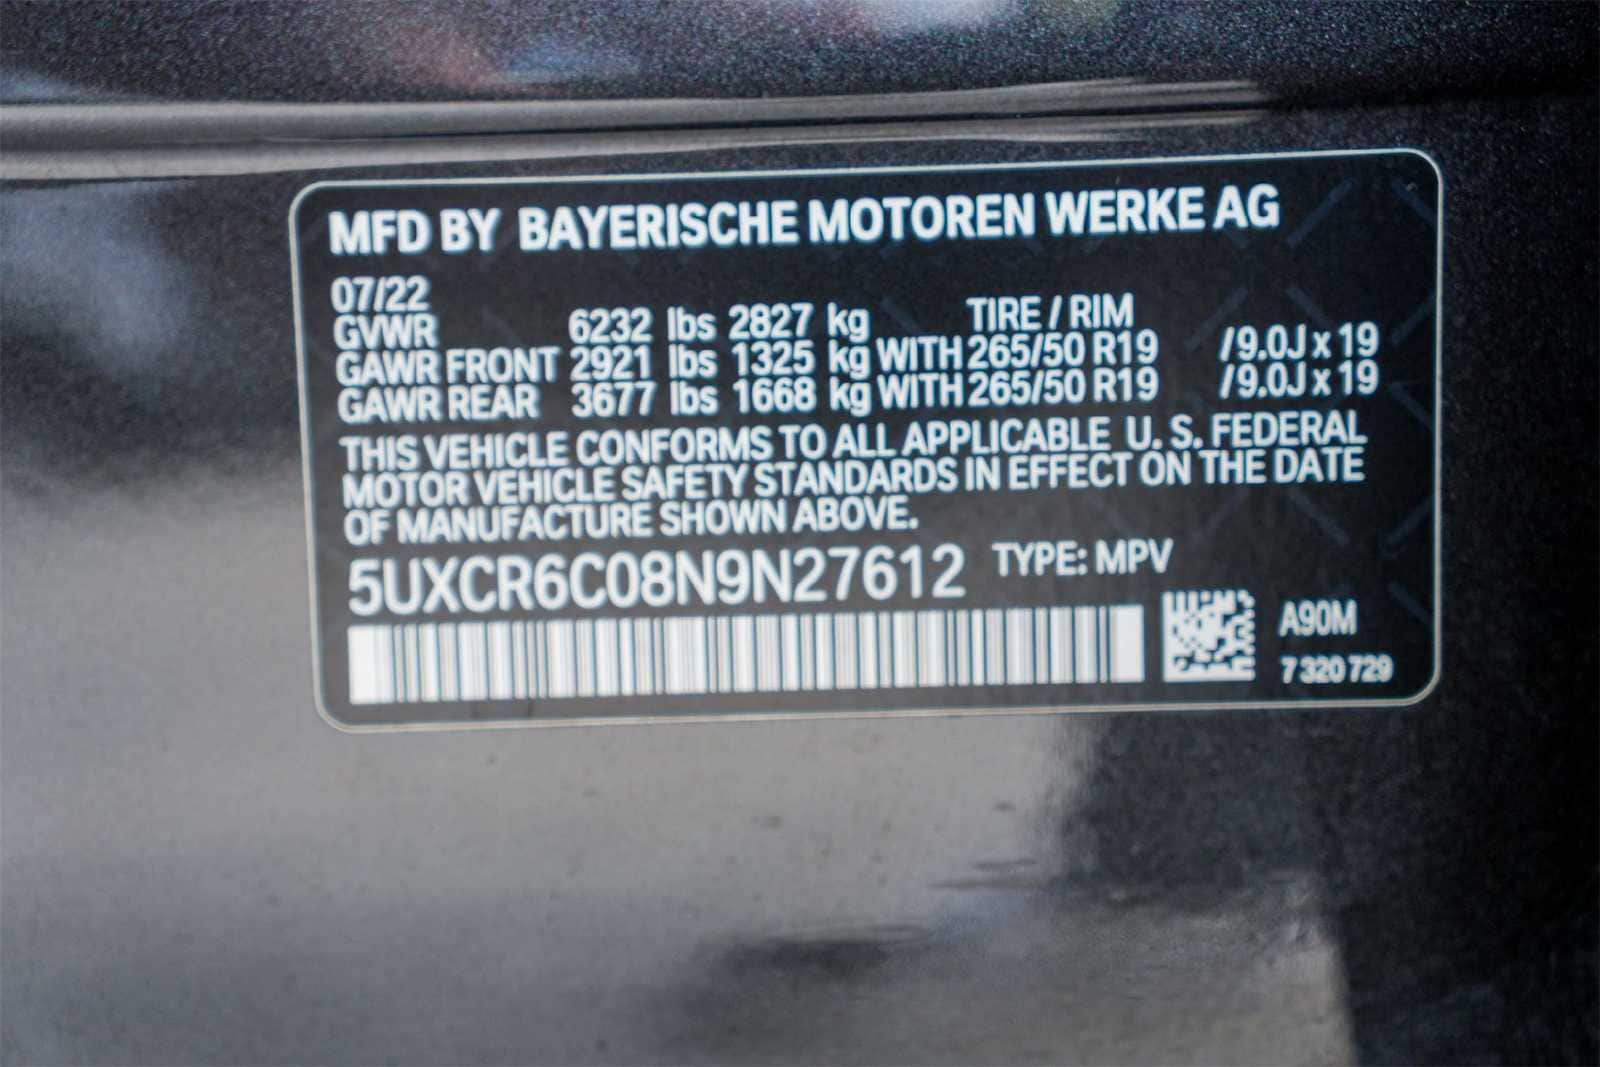 MFD BY BAYERISCHE MOTOREN WERKE AG
07/22
GVWR 6232 lbs 2827 kg TIRE / RIM
GAWR FRONT 2921 lbs 1325 kg WITH 265/50 R19 /9.0J x 19
GAWR REAR 3677 lbs 1668 kg WITH 265/50 R19 /9.0J x 19
THIS VEHICLE CONFORMS TO ALL APPLICABLE U. S. FEDERAL
MOTOR VEHICLE SAFETY STANDARDS IN EFFECT ON THE DATE
OF MANUFACTURE SHOWN ABOVE.
5UXCR6C08N9N27612 TYPE: MPV
A90M
7 320 729